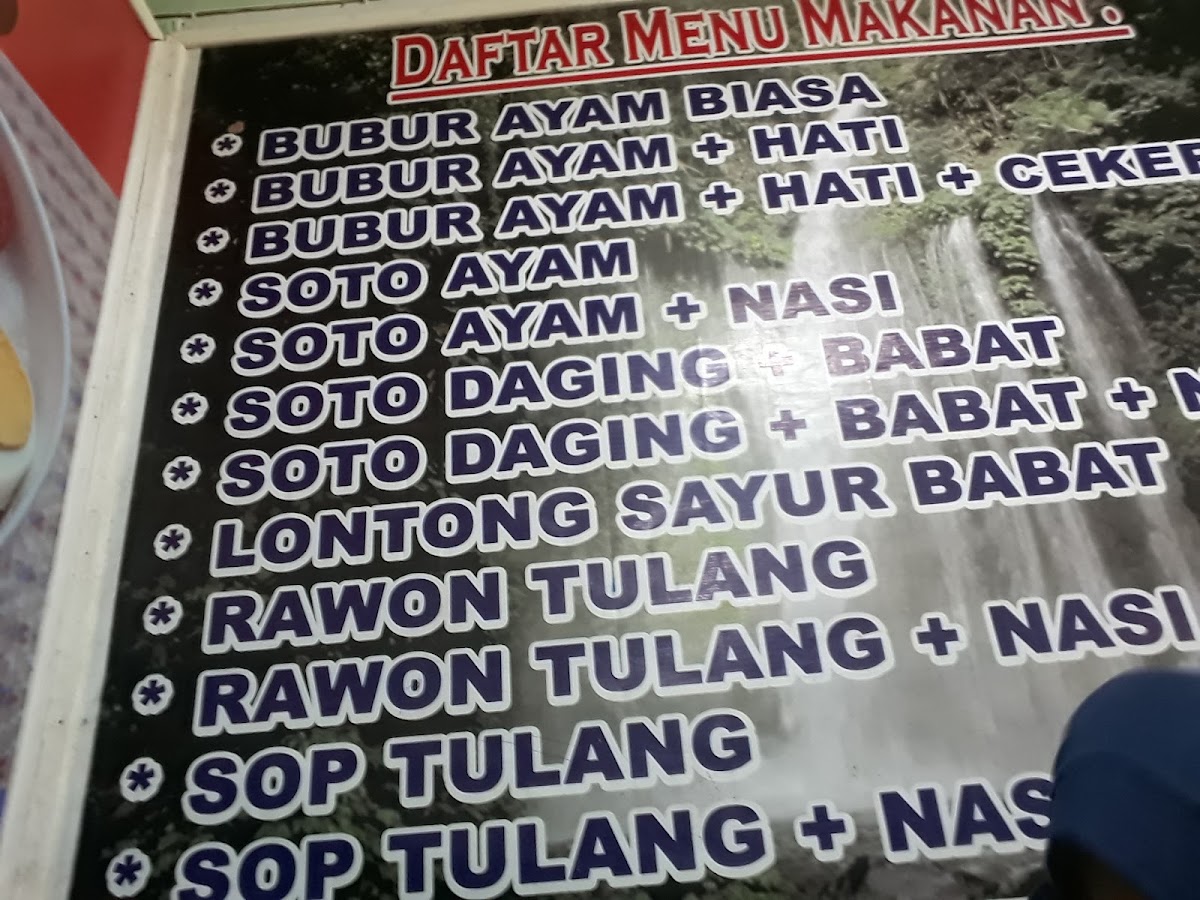 DAFTAR MENU MAKANAN .
* BUBUR AYAM BIASA
* BUBUR AYAM + HATI
* BUBUR AYAM + HATI + CEKER
* SOTO AYAM
* SOTO AYAM + NASI
* SOTO DAGING + BABAT
* SOTO DAGING + BABAT +
* LONTONG SAYUR BABAT
* RAWON TULANG
* RAWON TULANG + NASI
* SOP TULANG
* SOP TULANG + NAS